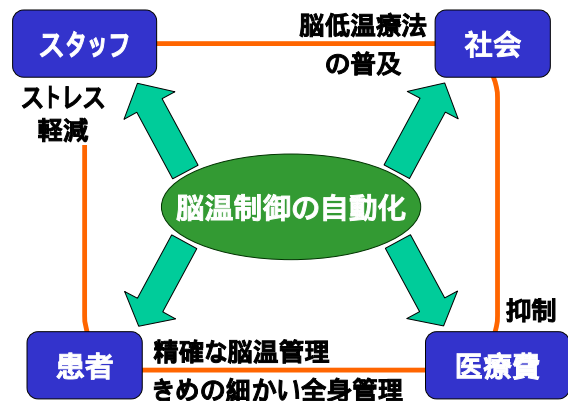 スタッフ
脳低温療法
の普及
社会
ストレス
軽減
脳温制御の自動化
抑制
患者
精確な脳温管理
きめの細かい全身管理
医療費